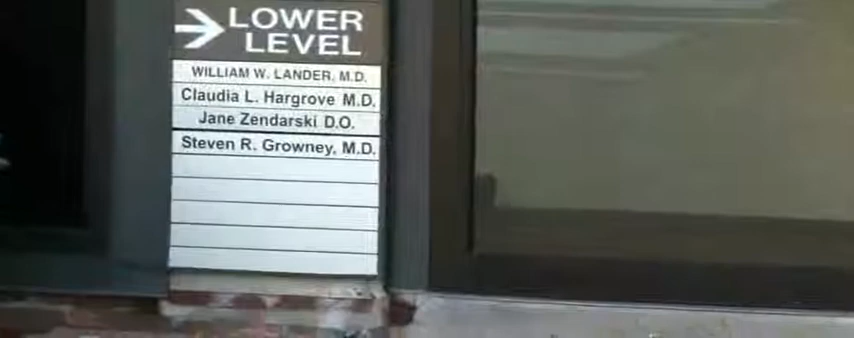 LOWER
LEVEL
WILLIAM W. LANDER, M.D.
Claudia L. Hargrove M.D.
Jane Zendarski D.O.
Steven R. Growney, M.D.